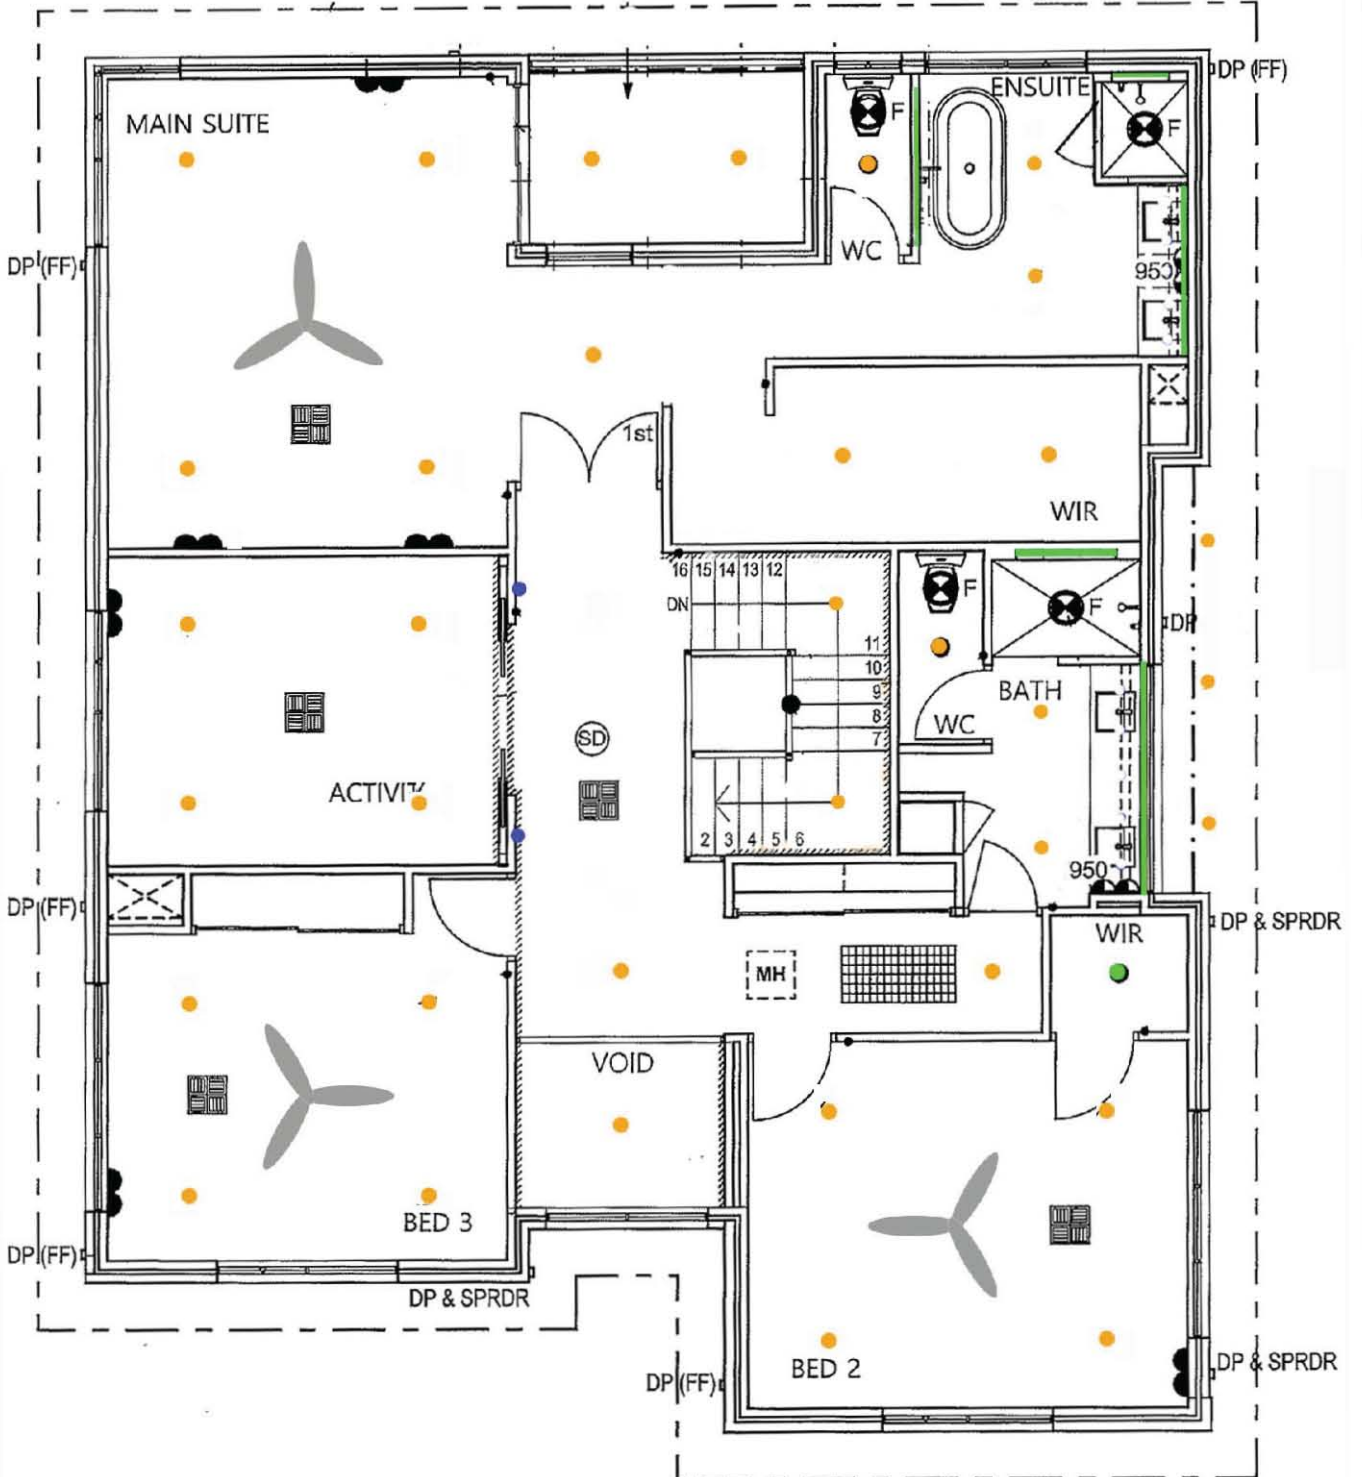 DP (FF)
ENSUITE
F
F
MAIN SUITE
WC
DP (FF)
950
1st
WIR
16 15 14 13 12
F
F
DN
DP
11
10
9
8
7
BATH
WC
SD
ACTIVITY
2 3 4 5 6
950
DP (FF)
DP & SPRDR
WIR
MH
VOID
BED 3
DP (FF)
DP & SPRDR
DP & SPRDR
BED 2
DP (FF)